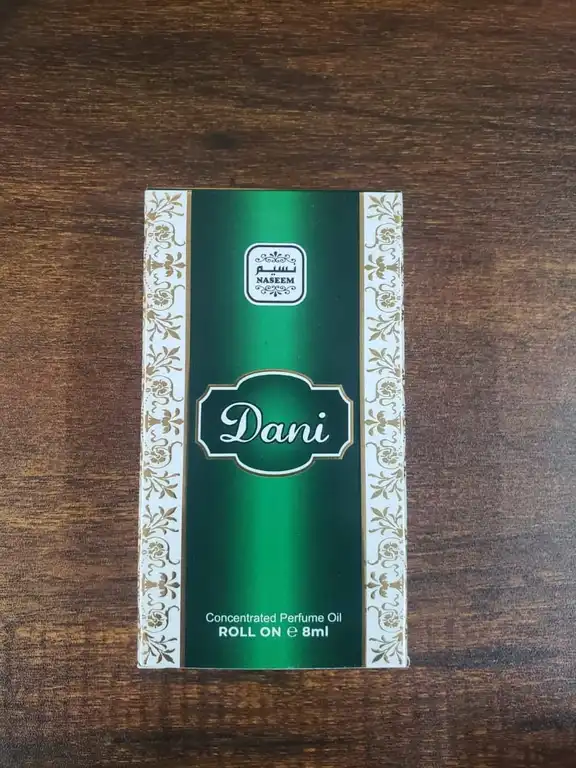 نسيم
NASEEM
Dani
Concentrated Perfume Oil
ROLL ON ℮ 8ml